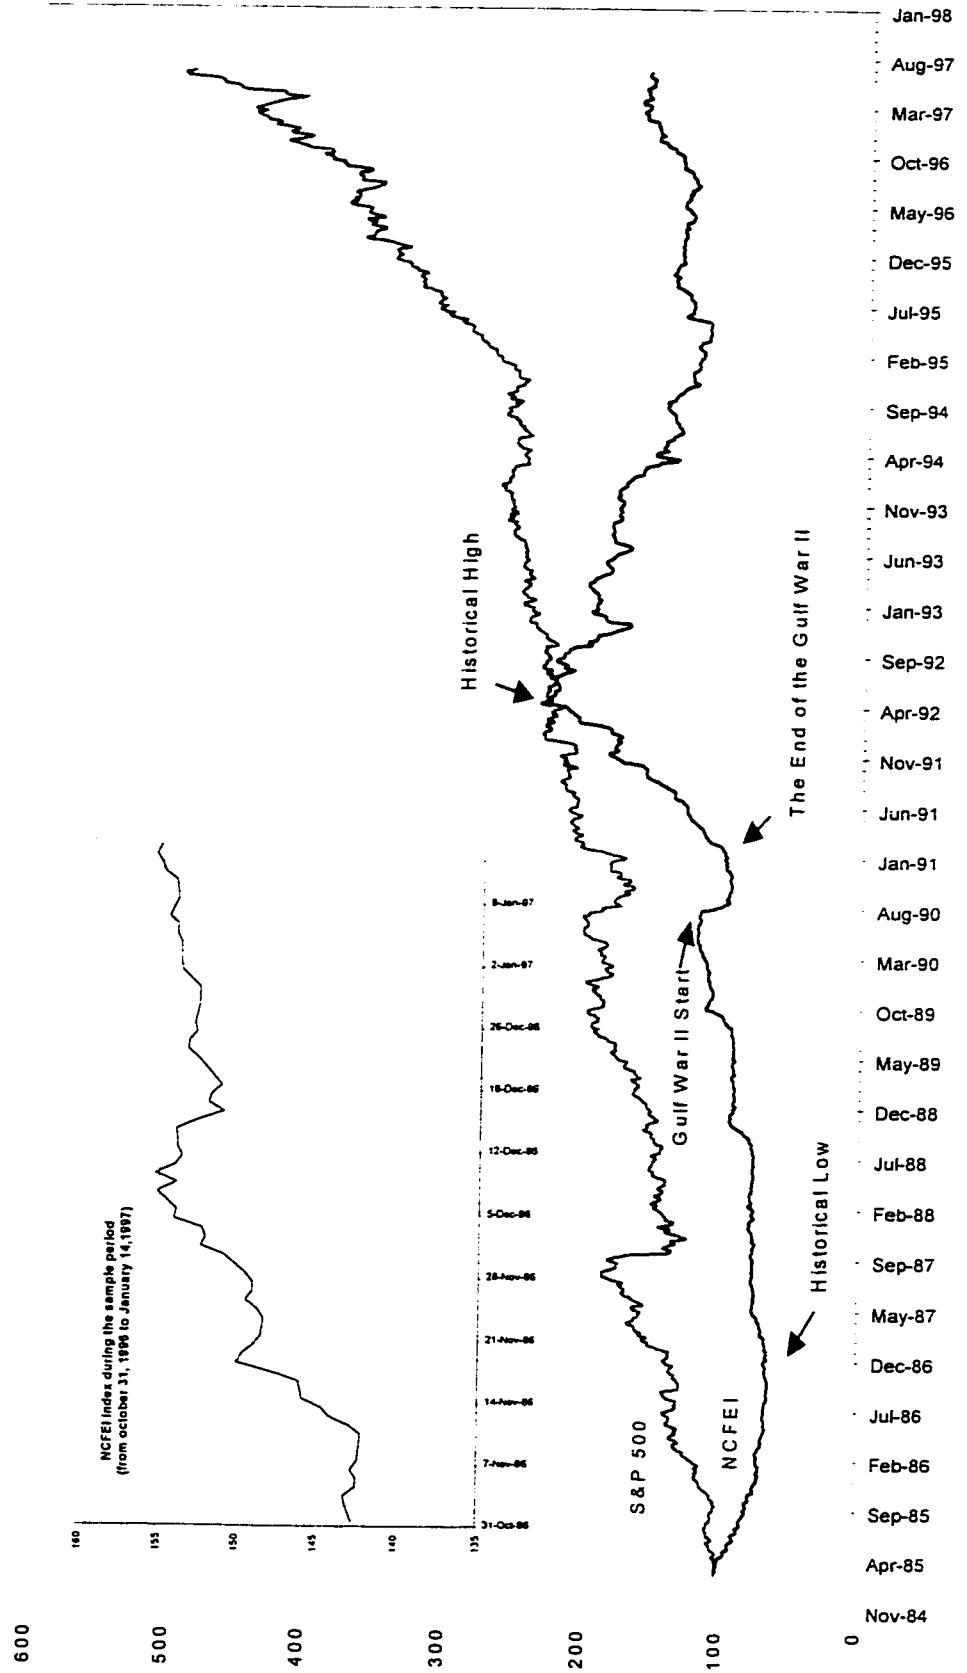 600
500
400
300
200
100
0
Nov-84
Apr-85
Sep-85
Feb-86
Jul-86
Dec-86
May-87
Sep-87
Feb-88
Jul-88
Dec-88
May-89
Oct-89
Mar-90
Aug-90
Jan-91
Jun-91
Nov-91
Apr-92
Sep-92
Jan-93
Jun-93
Nov-93
Apr-94
Sep-94
Feb-95
Jul-95
Dec-95
May-96
Oct-96
Mar-97
Aug-97
Jan-98
NCFEI Index during the sample period
(from october 31, 1996 to January 14,1997)
160
155
150
145
140
135
31-Oct-96
7-Nov-96
14-Nov-96
21-Nov-96
28-Nov-96
5-Dec-96
12-Dec-96
2-Jan-97
S&P 500
NCFEI
Historical Low
Gulf War II Start
The End of the Gulf War II
Historical High